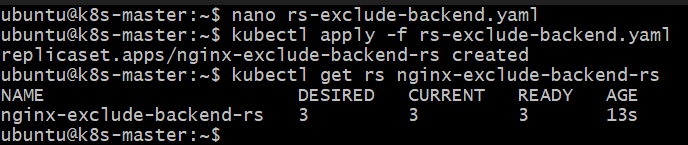 ubuntu@k8s-master:~$ nano rs-exclude-backend.yaml
ubuntu@k8s-master:~$ kubectl apply -f rs-exclude-backend.yaml
replicaset.apps/nginx-exclude-backend-rs created
ubuntu@k8s-master:~$ kubectl get rs nginx-exclude-backend-rs
NAME                       DESIRED   CURRENT   READY   AGE
nginx-exclude-backend-rs   3         3         3       13s
ubuntu@k8s-master:~$